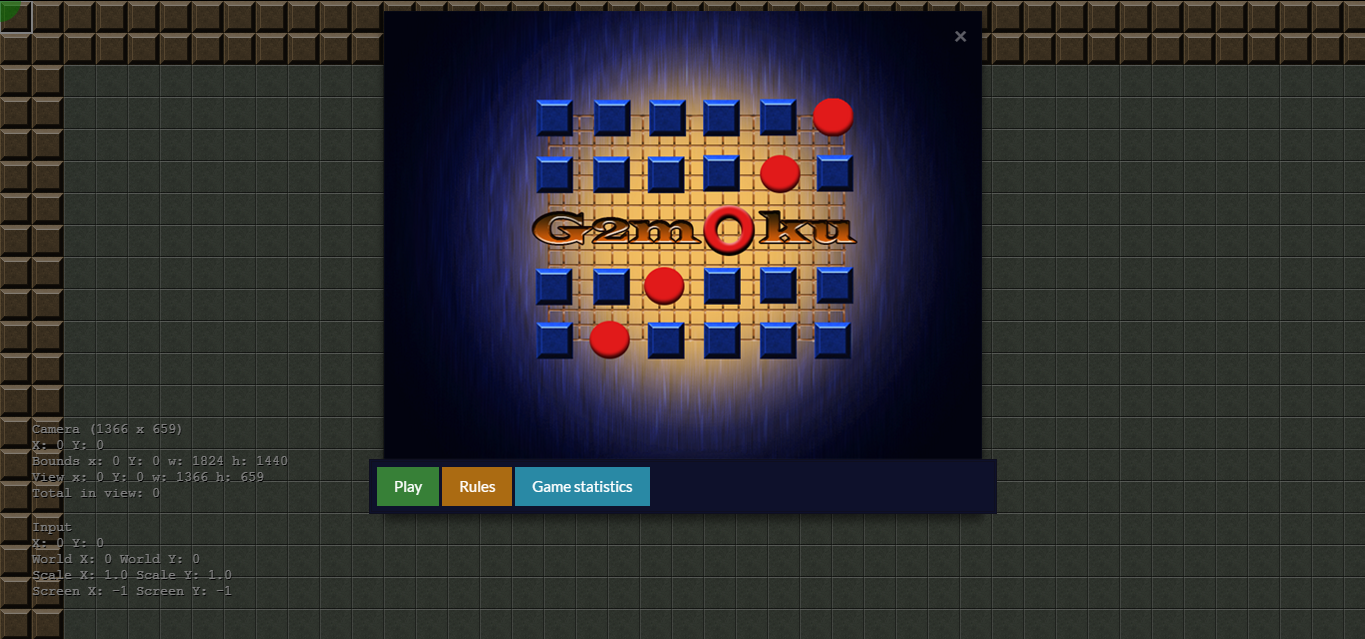 ×
G2mOku
Camera (1366 x 659)
X: 0 Y: 0
Bounds x: 0 Y: 0 w: 1824 h: 1440
View x: 0 Y: 0 w: 1366 h: 659
Total in view: 0
Play
Rules
Game statistics
Input
X: 0 Y: 0
World X: 0 World Y: 0
Scale X: 1.0 Scale Y: 1.0
Screen X: -1 Screen Y: -1